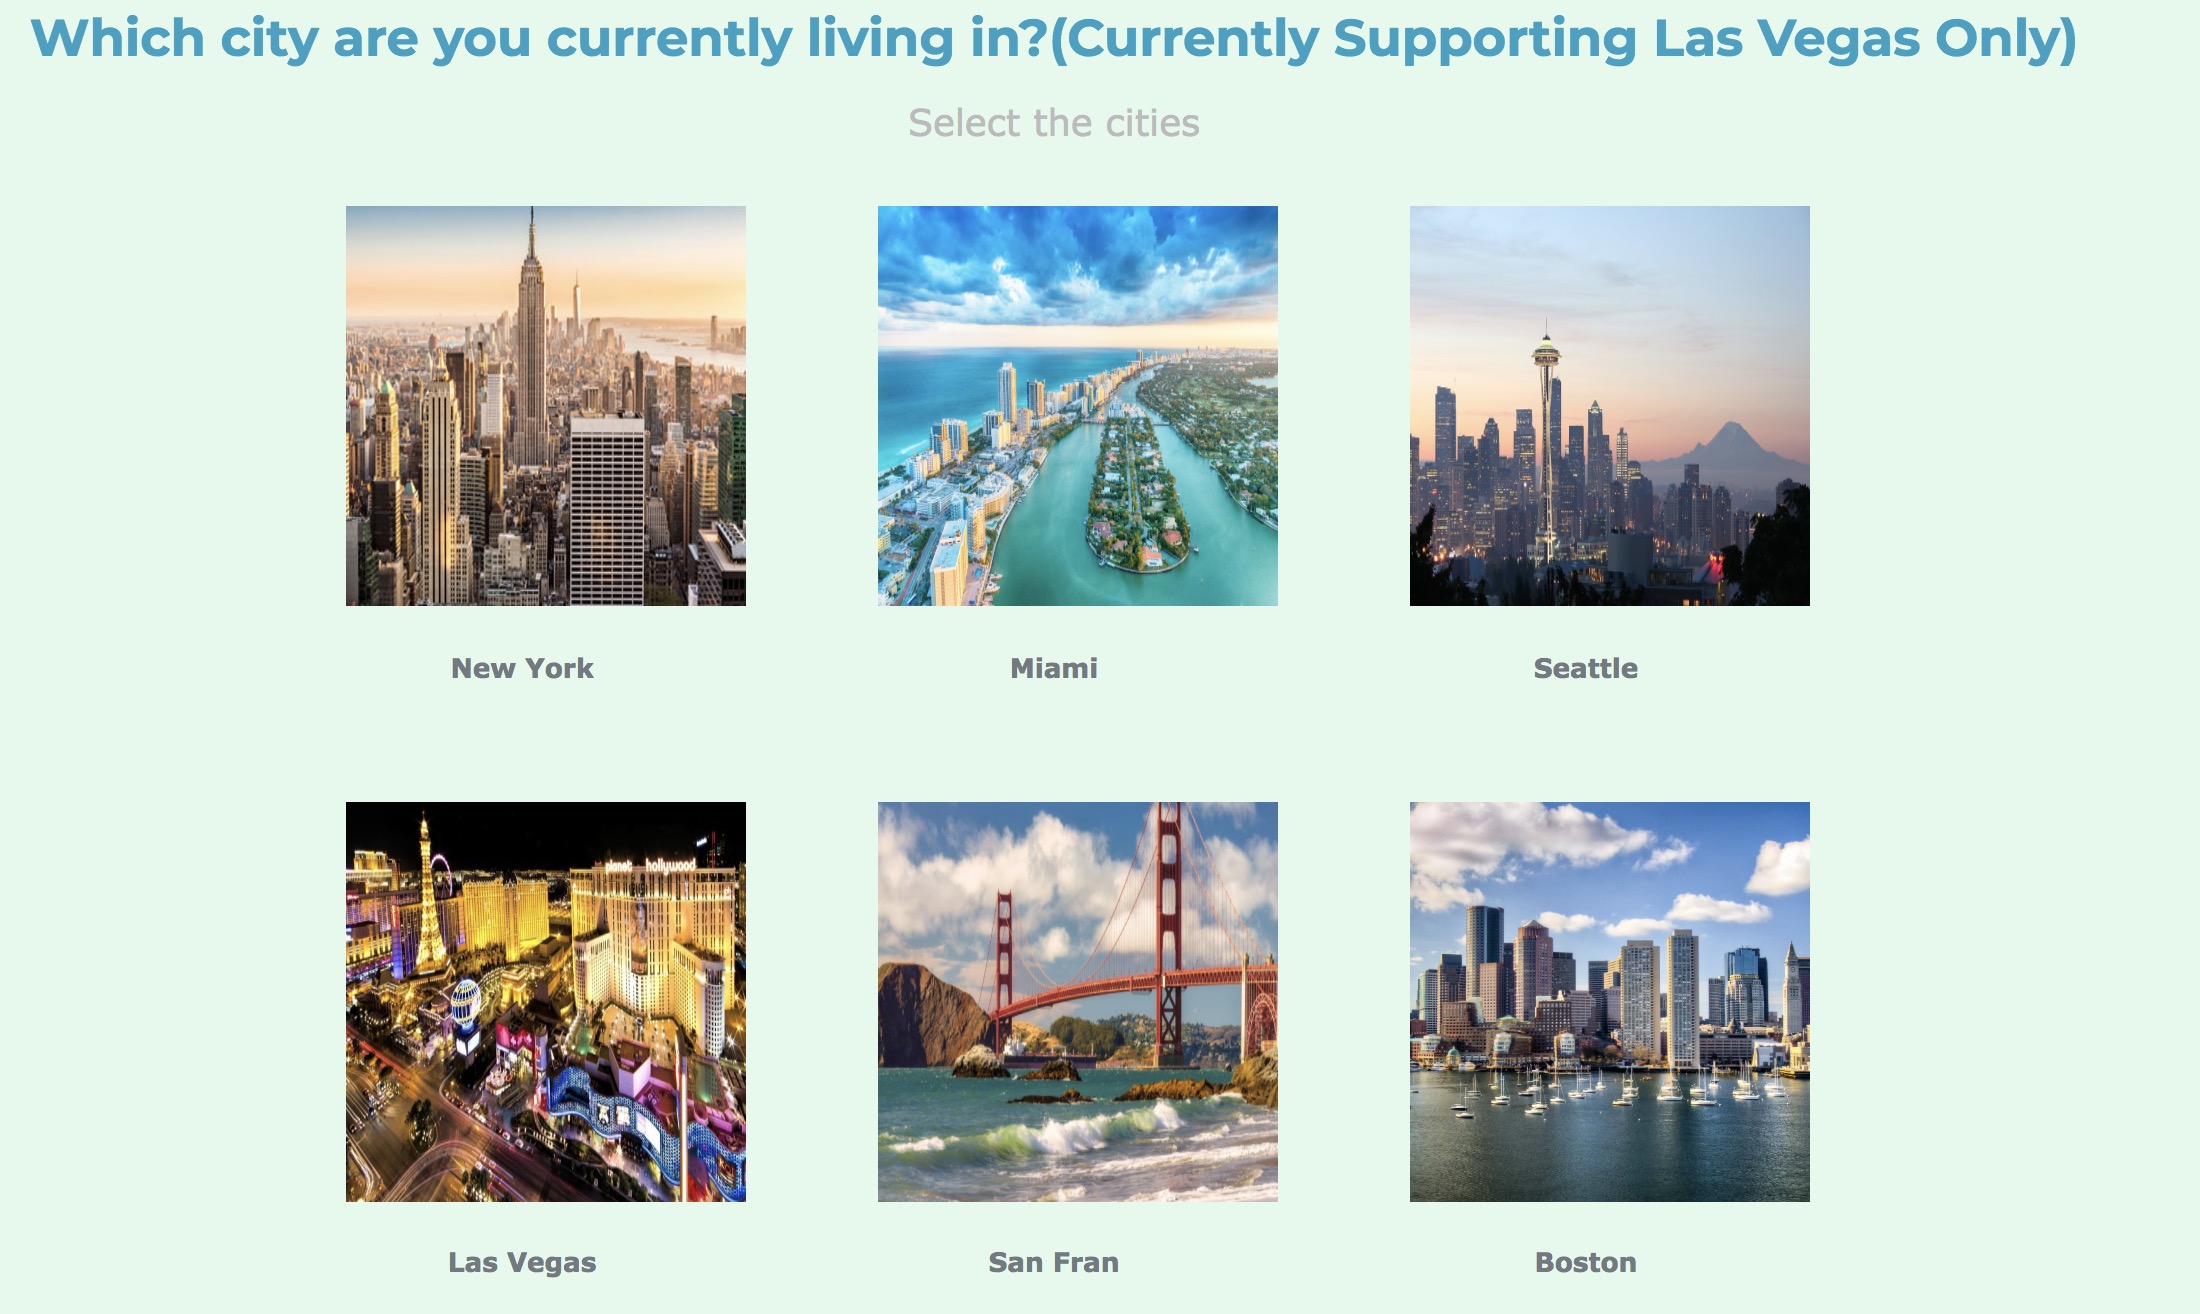 Which city are you currently living in?(Currently Supporting Las Vegas Only)
Select the cities
New York
Miami
Seattle
planet hollywood
Las Vegas
San Fran
Boston